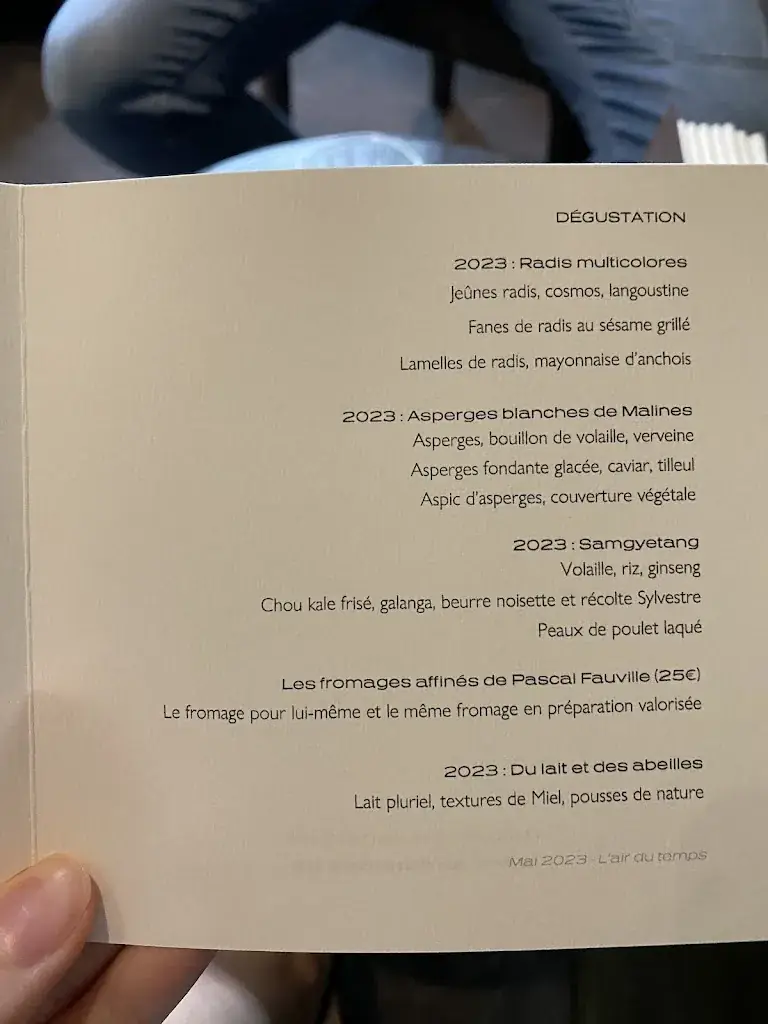 DÉGUSTATION
2023 : Radis multicolores
Jeûnes radis, cosmos, langoustine
Fanes de radis au sésame grillé
Lamelles de radis, mayonnaise d'anchois
2023 : Asperges blanches de Malines
Asperges, bouillon de volaille, verveine
Asperges fondante glacée, caviar, tilleul
Aspic d'asperges, couverture végétale
2023 : Samgyetang
Volaille, riz, ginseng
Chou kale frisé, galanga, beurre noisette et récolte Sylvestre
Peaux de poulet laqué
Les fromages affinés de Pascal Fauville (25€)
Le fromage pour lui-même et le même fromage en préparation valorisée
2023 : Du lait et des abeilles
Lait pluriel, textures de Miel, pousses de nature
Mai 2023 - L'air du temps